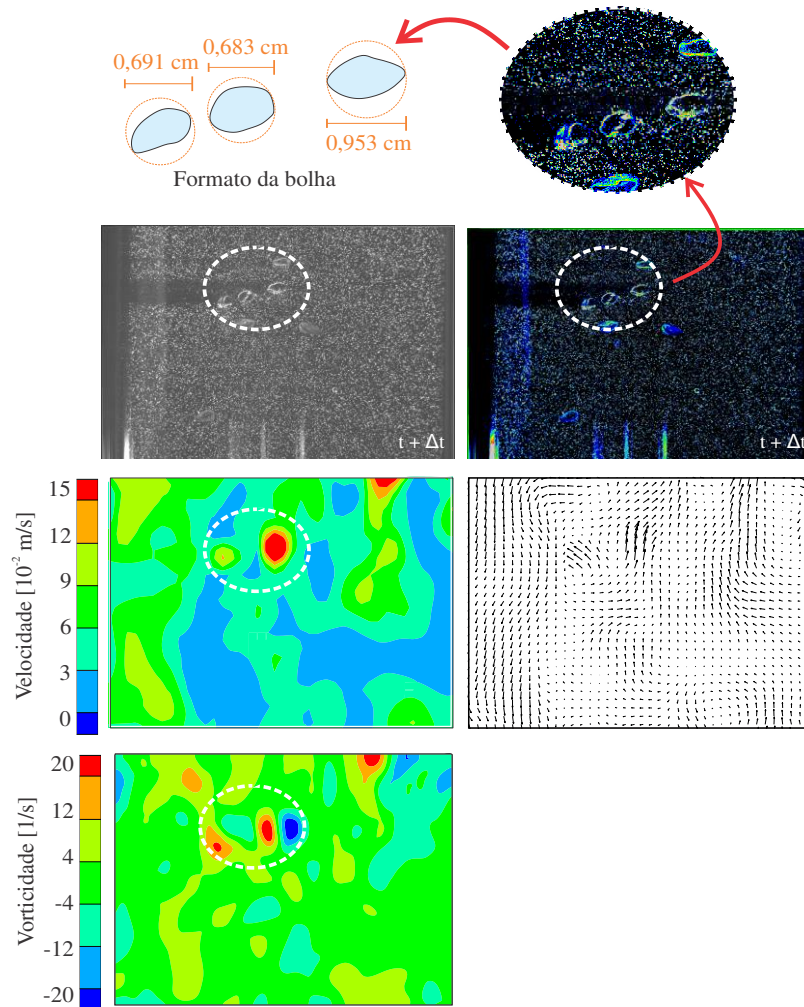 0,691 cm
0,683 cm
0,953 cm
Formato da bolha
t + Δt
t + Δt
Velocidade [10⁻² m/s]
15
12
9
6
3
0
Vorticidade [1/s]
20
12
4
-4
-12
-20